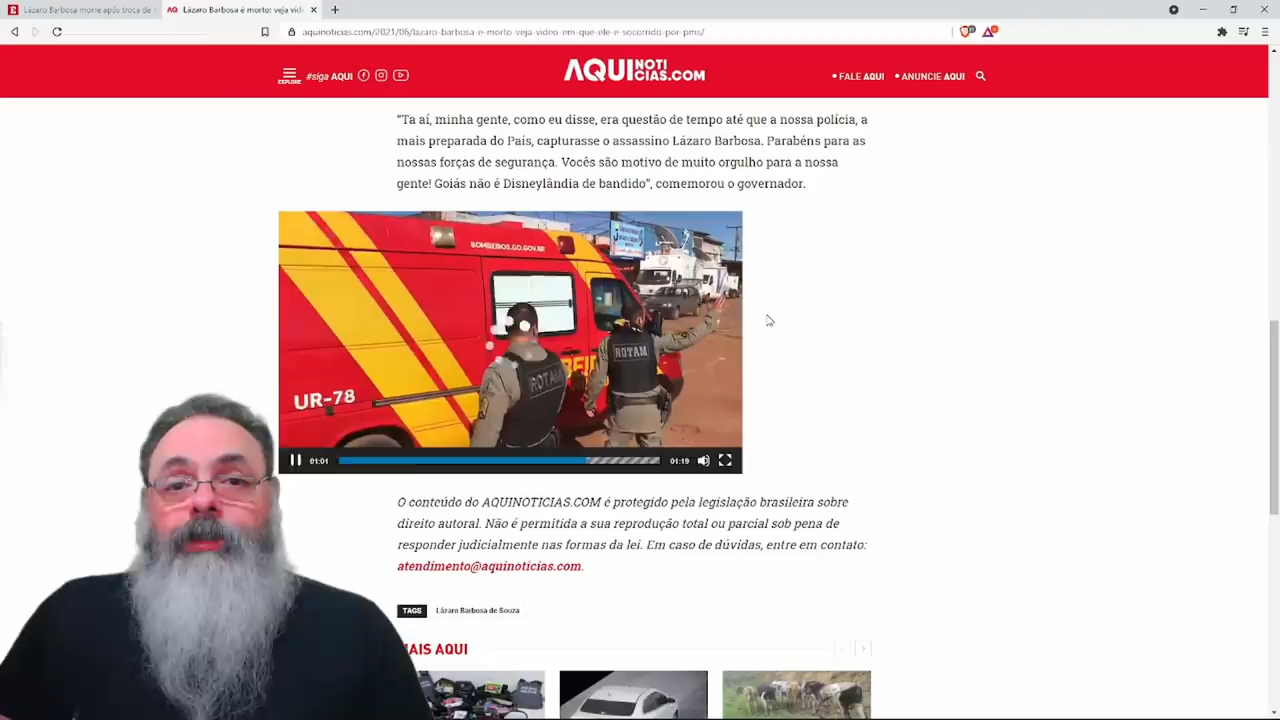 Lázaro Barbosa morre após troca de
Lázaro Barbosa é morto: veja víd
aquinoticias.com/2021/06/lazaro-barbosa-e-morto-veja-video-em-que-ele-e-socorrido-por-pms/
EXPLORE
#siga AQUI
AQUINOTICIAS.COM
• FALE AQUI
• ANUNCIE AQUI
"Ta aí, minha gente, como eu disse, era questão de tempo até que a nossa polícia, a
mais preparada do País, capturasse o assassino Lázaro Barbosa. Parabéns para as
nossas forças de segurança. Vocês são motivo de muito orgulho para a nossa
gente! Goiás não é Disneylândia de bandido", comemorou o governador.
BOMBEIROS.GO.GOV.BR
ROTAM
ROTAM
UR-78
01:01
01:19
O conteúdo do AQUINOTICIAS.COM é protegido pela legislação brasileira sobre
direito autoral. Não é permitida a sua reprodução total ou parcial sob pena de
responder judicialmente nas formas da lei. Em caso de dúvidas, entre em contato:
atendimento@aquinoticias.com.
TAGS
Lázaro Barbosa de Souza
MAIS AQUI